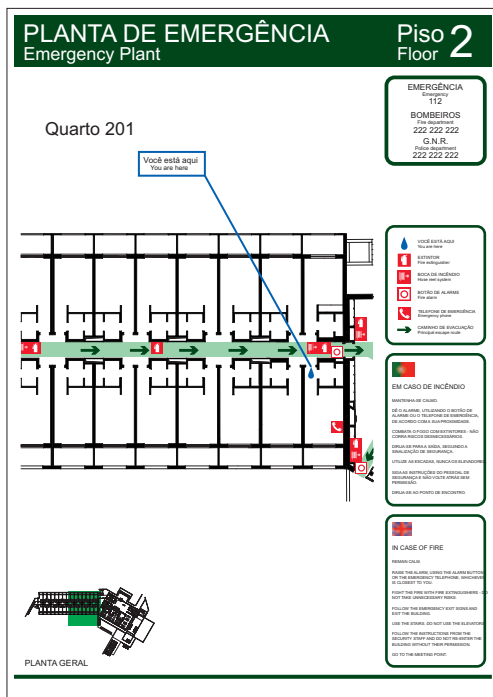 PLANTA DE EMERGÊNCIA
Emergency Plant
Piso
Floor
2
EMERGÊNCIA
Emergency
112
BOMBEIROS
Fire department
222 222 222
G.N.R.
Police department
222 222 222
Quarto 201
Você está aqui
You are here
VOCÊ ESTÁ AQUI
You are here
EXTINTOR
Fire extinguisher
BOCA DE INCÊNDIO
Hose reel system
BOTÃO DE ALARME
Fire alarm
TELEFONE DE EMERGÊNCIA
Emergency phone
CAMINHO DE EVACUAÇÃO
Principal escape route
EM CASO DE INCÊNDIO
MANTENHA-SE CALMO.
DÊ O ALARME, UTILIZANDO O BOTÃO DE
ALARME OU O TELEFONE DE EMERGÊNCIA,
DE ACORDO COM A SUA PROXIMIDADE.
COMBATA O FOGO COM EXTINTORES - NÃO
CORRA RISCOS DESNECESSÁRIOS.
DIRIJA-SE PARA A SAÍDA, SEGUINDO A
SINALIZAÇÃO DE SEGURANÇA.
UTILIZE AS ESCADAS, NUNCA OS ELEVADORES
SIGA AS INSTRUÇÕES DO PESSOAL DE
SEGURANÇA E NÃO VOLTE ATRÁS SEM
PERMISSÃO.
DIRIJA-SE AO PONTO DE ENCONTRO.
IN CASE OF FIRE
REMAIN CALM.
RAISE THE ALARM, USING THE ALARM BUTTON
OR THE EMERGENCY TELEPHONE, WHICHEVER
IS CLOSEST TO YOU.
FIGHT THE FIRE WITH FIRE EXTINGUISHERS - DO
NOT TAKE UNNECESSARY RISKS.
FOLLOW THE EMERGENCY EXIT SIGNS AND
EXIT THE BUILDING.
USE THE STAIRS. DO NOT USE THE ELEVATORS
FOLLOW THE INSTRUCTIONS FROM THE
SECURITY STAFF AND DO NOT RE-ENTER THE
BUILDING WITHOUT THEIR PERMISSION.
GO TO THE MEETING POINT.
PLANTA GERAL